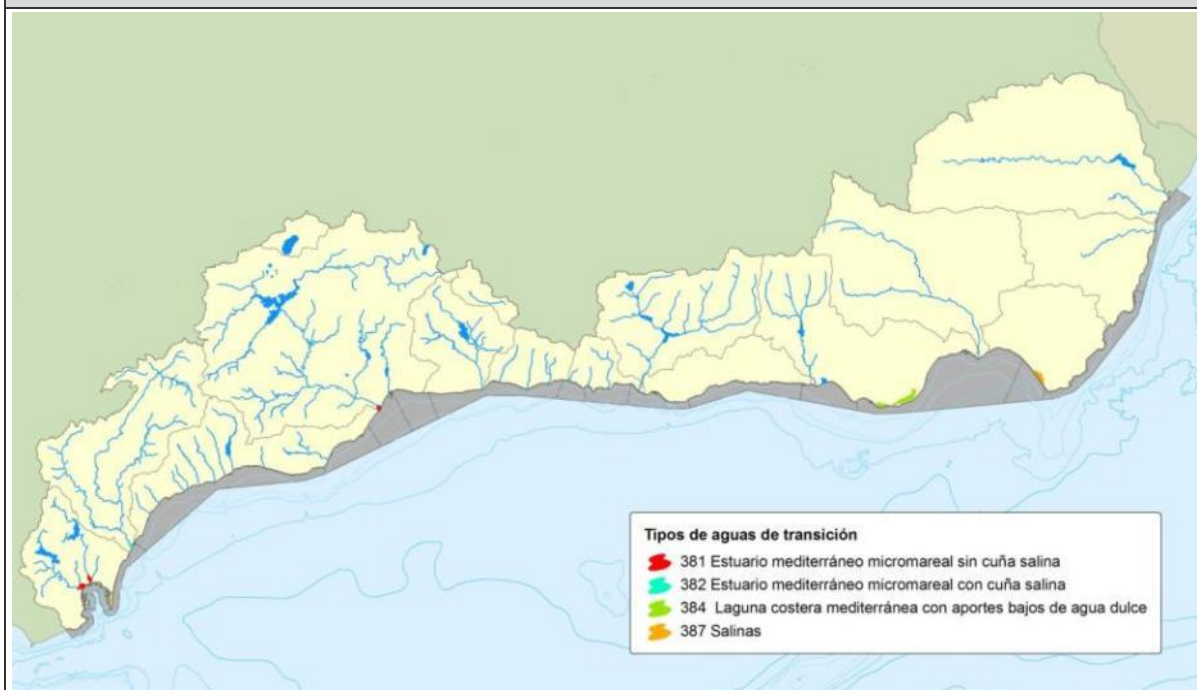 Tipos de aguas de transición
381 Estuario mediterráneo micromareal sin cuña salina
382 Estuario mediterráneo micromareal con cuña salina
384 Laguna costera mediterránea con aportes bajos de agua dulce
387 Salinas